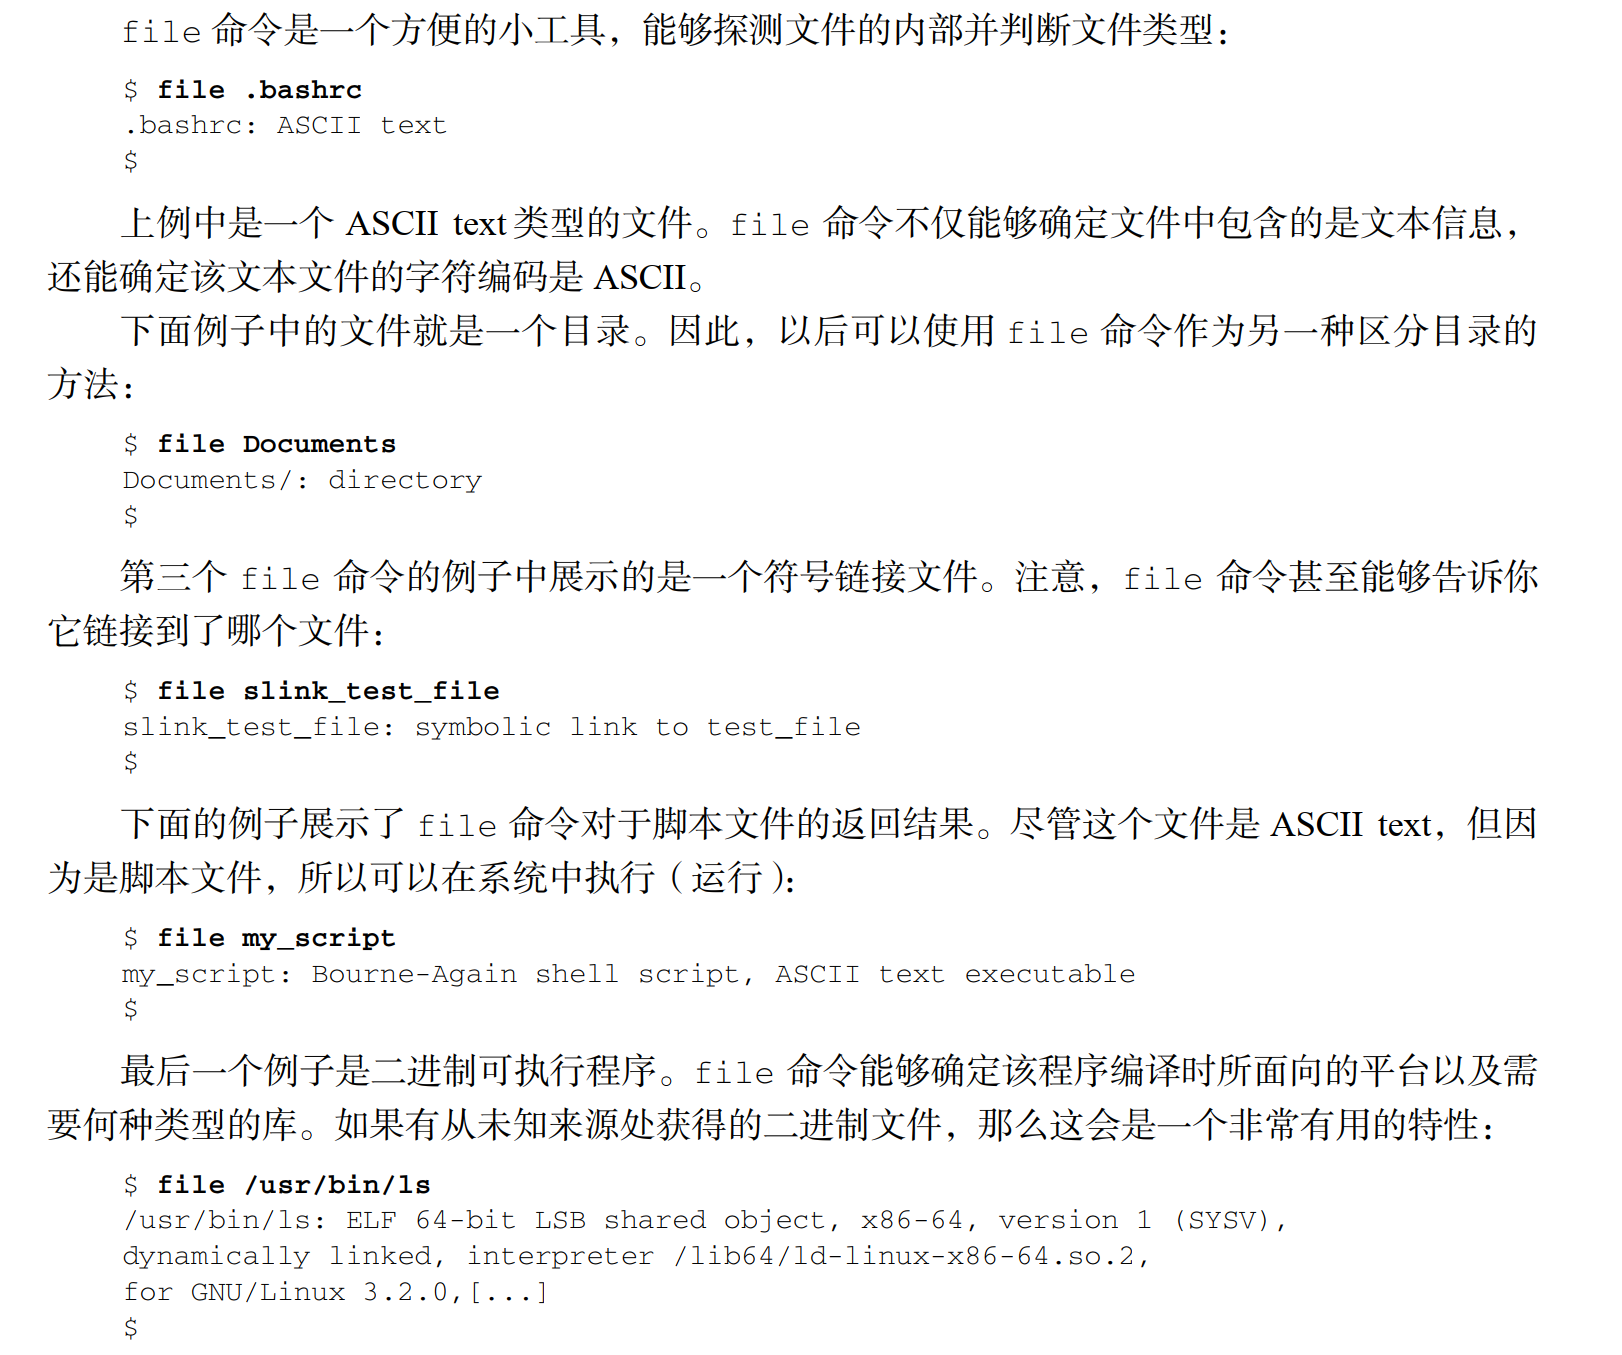 file 命令是一个方便的小工具，能够探测文件的内部并判断文件类型：
$ file .bashrc
.bashrc: ASCII text
$
上例中是一个 ASCII text 类型的文件。file 命令不仅能够确定文件中包含的是文本信息，
还能确定该文本文件的字符编码是 ASCII。
下面例子中的文件就是一个目录。因此，以后可以使用 file 命令作为另一种区分目录的
方法：
$ file Documents
Documents/: directory
$
第三个 file 命令的例子中展示的是一个符号链接文件。注意，file 命令甚至能够告诉你
它链接到了哪个文件：
$ file slink_test_file
slink_test_file: symbolic link to test_file
$
下面的例子展示了 file 命令对于脚本文件的返回结果。尽管这个文件是 ASCII text，但因
为是脚本文件，所以可以在系统中执行（运行）：
$ file my_script
my_script: Bourne-Again shell script, ASCII text executable
$
最后一个例子是二进制可执行程序。file 命令能够确定该程序编译时所面向的平台以及需
要何种类型的库。如果有从未知来源处获得的二进制文件，那么这会是一个非常有用的特性：
$ file /usr/bin/ls
/usr/bin/ls: ELF 64-bit LSB shared object, x86-64, version 1 (SYSV),
dynamically linked, interpreter /lib64/ld-linux-x86-64.so.2,
for GNU/Linux 3.2.0,[...]
$